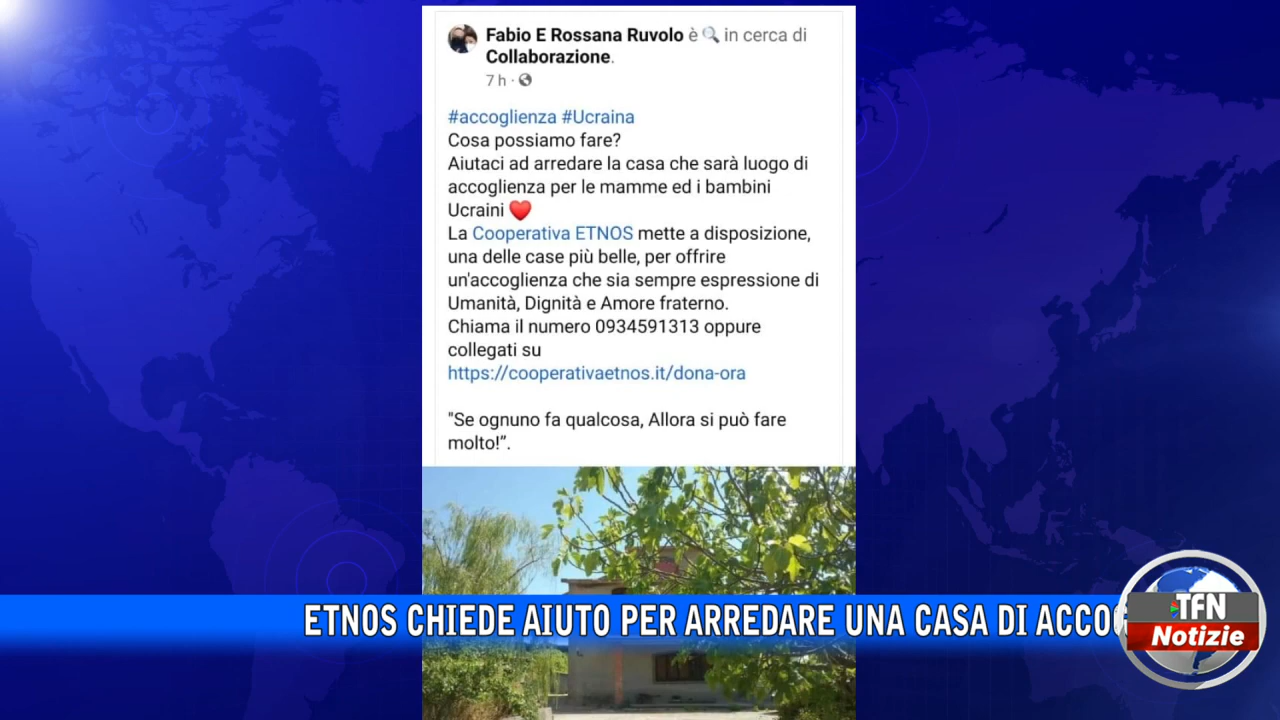 Fabio E Rossana Ruvolo è 🔍 in cerca di
Collaborazione.
7 h ·
#accoglienza #Ucraina
Cosa possiamo fare?
Aiutaci ad arredare la casa che sarà luogo di
accoglienza per le mamme ed i bambini
Ucraini ❤️
La Cooperativa ETNOS mette a disposizione,
una delle case più belle, per offrire
un'accoglienza che sia sempre espressione di
Umanità, Dignità e Amore fraterno.
Chiama il numero 0934591313 oppure
collegati su
https://cooperativaetnos.it/dona-ora
"Se ognuno fa qualcosa, Allora si può fare
molto!”.
ETNOS CHIEDE AIUTO PER ARREDARE UNA CASA DI ACCO
TFN
Notizie